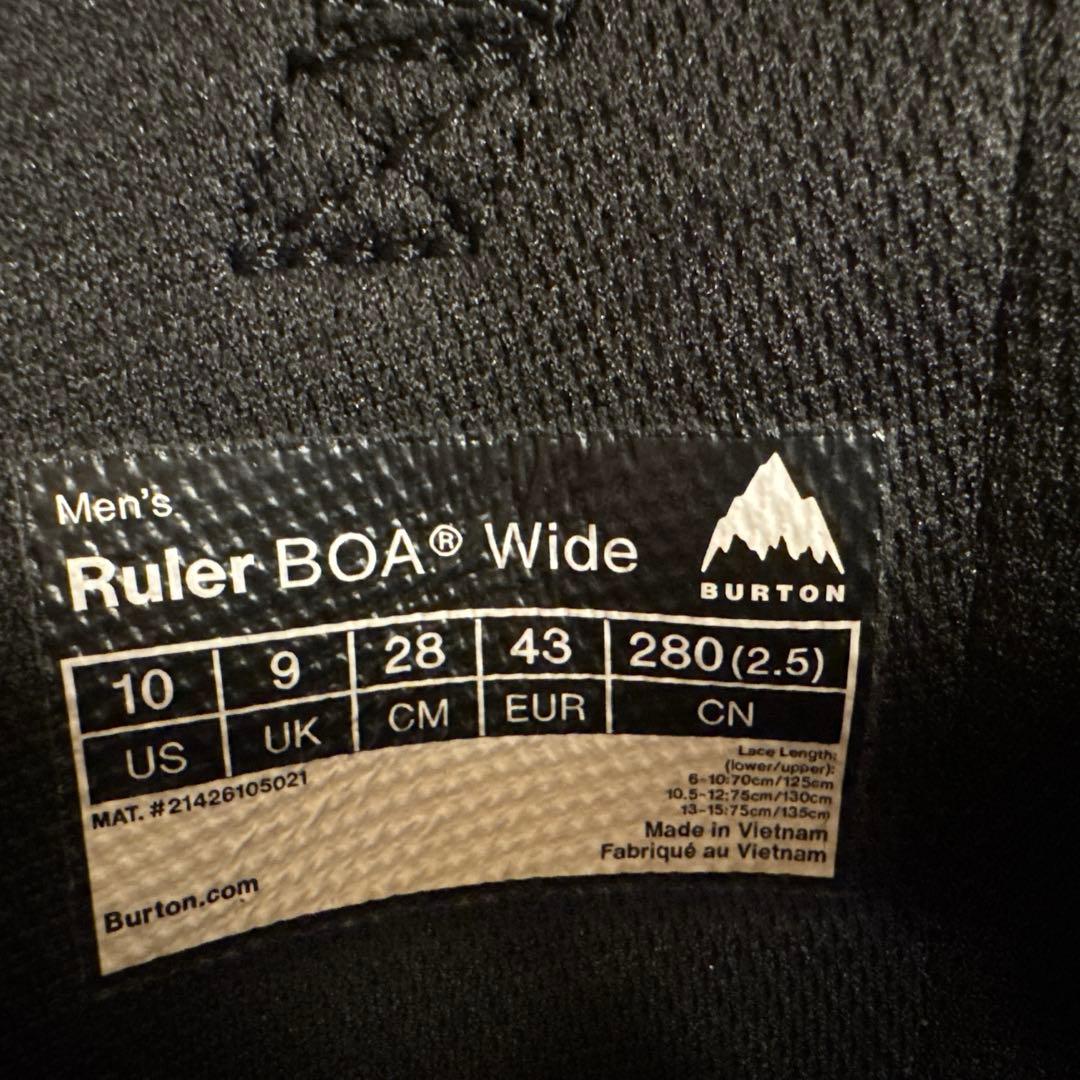 Men's
Ruler BOA® Wide
BURTON
10 9 28 43 280 (2.5)
US UK CM EUR CN
MAT. #21426105021
Lace Length:
(lower/upper):
6-10:70cm/125cm
10.5-12:75cm/130cm
13-15:75cm/135cm
Made in Vietnam
Fabriqué au Vietnam
Burton.com